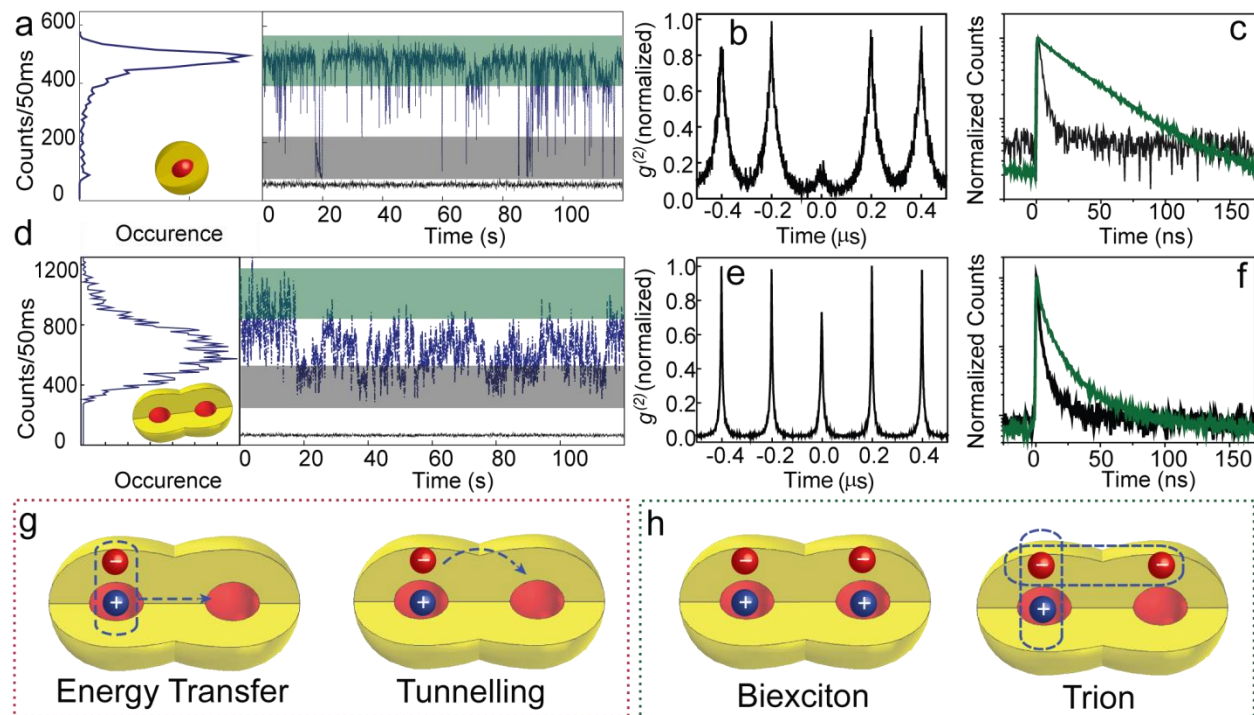 a
Counts/50ms
600
400
200
0
Occurence
0 20 40 60 80 100
Time (s)
b
g(2)(normalized)
1.0
0.8
0.6
0.4
0.2
0.0
-0.4 -0.2 0.0 0.2 0.4
Time (μs)
c
Normalized Counts
0 50 100 150
Time (ns)
d
Counts/50ms
1200
800
400
0
Occurence
0 20 40 60 80 100
Time (s)
e
g(2)(normalized)
1.0
0.8
0.6
0.4
0.2
0.0
-0.4 -0.2 0.0 0.2 0.4
Time (μs)
f
Normalized Counts
0 50 100 150
Time (ns)
g
− +
Energy Transfer
− +
Tunnelling
h
− −
+ +
Biexciton
− −
+
Trion